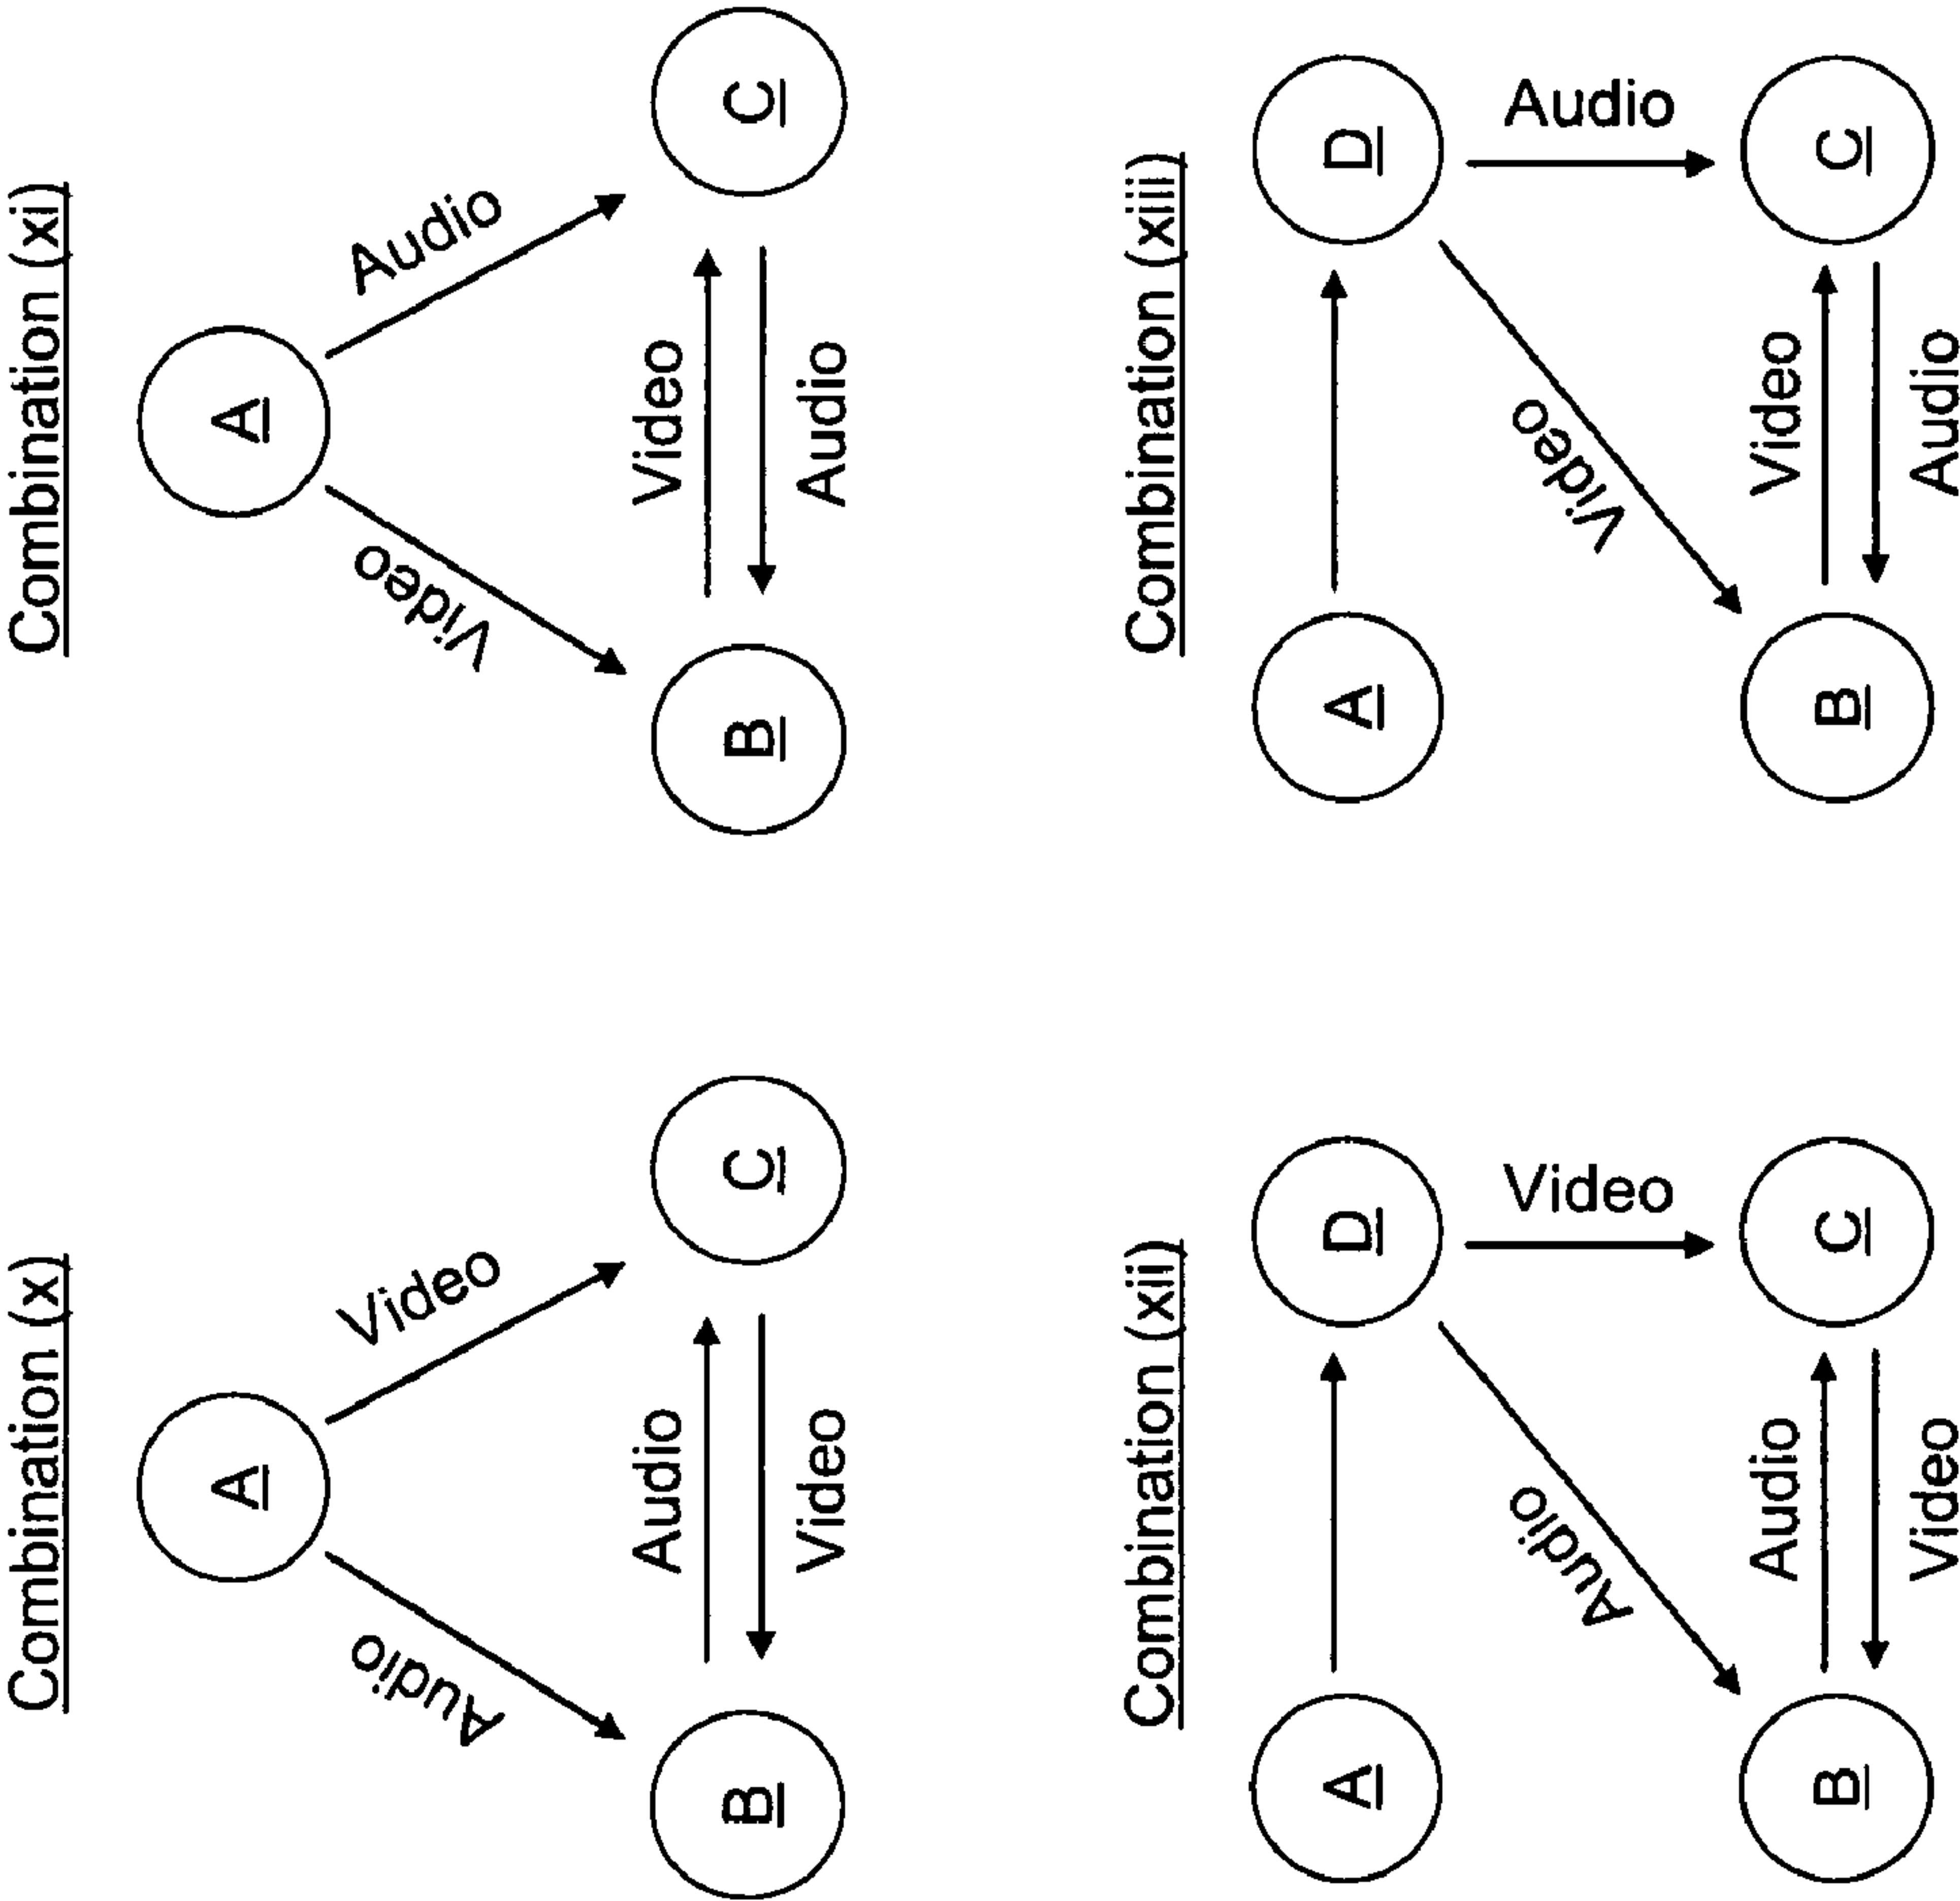 Combination (x)
A
Audio
Video
Audio
B
C
Video
Combination (xi)
A
Video
Audio
Video
B
C
Audio
Combination (xii)
A
D
Audio
Video
Audio
B
C
Video
Combination (xiii)
A
D
Video
Audio
Video
B
C
Audio